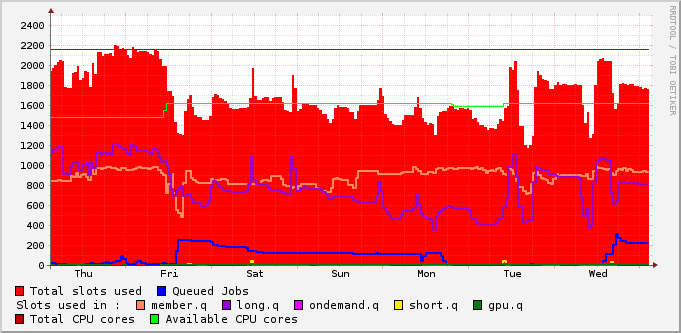 RRDTOOL / TOBI OETIKER
2400
2200
2000
1800
1600
1400
1200
1000
800
600
400
200
0
Thu Fri Sat Sun Mon Tue Wed
Total slots used Queued Jobs
Slots used in : member.q long.q ondemand.q short.q gpu.q
Total CPU cores Available CPU cores